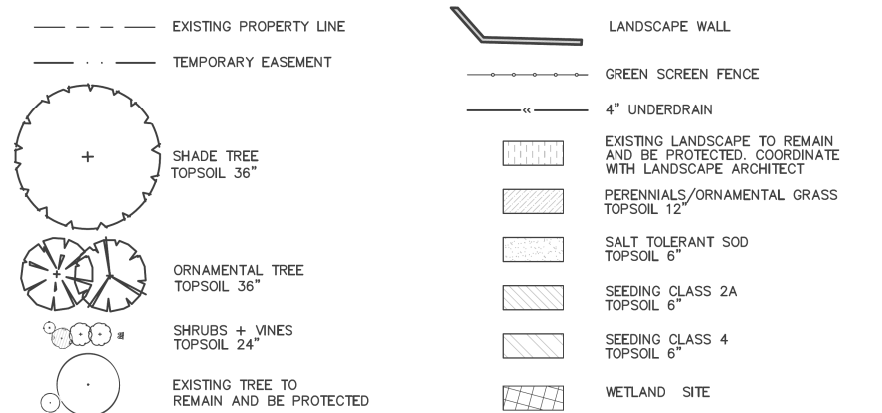 EXISTING PROPERTY LINE
TEMPORARY EASEMENT
SHADE TREE
TOPSOIL 36"
ORNAMENTAL TREE
TOPSOIL 36"
SHRUBS + VINES
TOPSOIL 24"
EXISTING TREE TO
REMAIN AND BE PROTECTED
LANDSCAPE WALL
GREEN SCREEN FENCE
4" UNDERDRAIN
EXISTING LANDSCAPE TO REMAIN
AND BE PROTECTED. COORDINATE
WITH LANDSCAPE ARCHITECT
PERENNIALS/ORNAMENTAL GRASS
TOPSOIL 12"
SALT TOLERANT SOD
TOPSOIL 6"
SEEDING CLASS 2A
TOPSOIL 6"
SEEDING CLASS 4
TOPSOIL 6"
WETLAND SITE